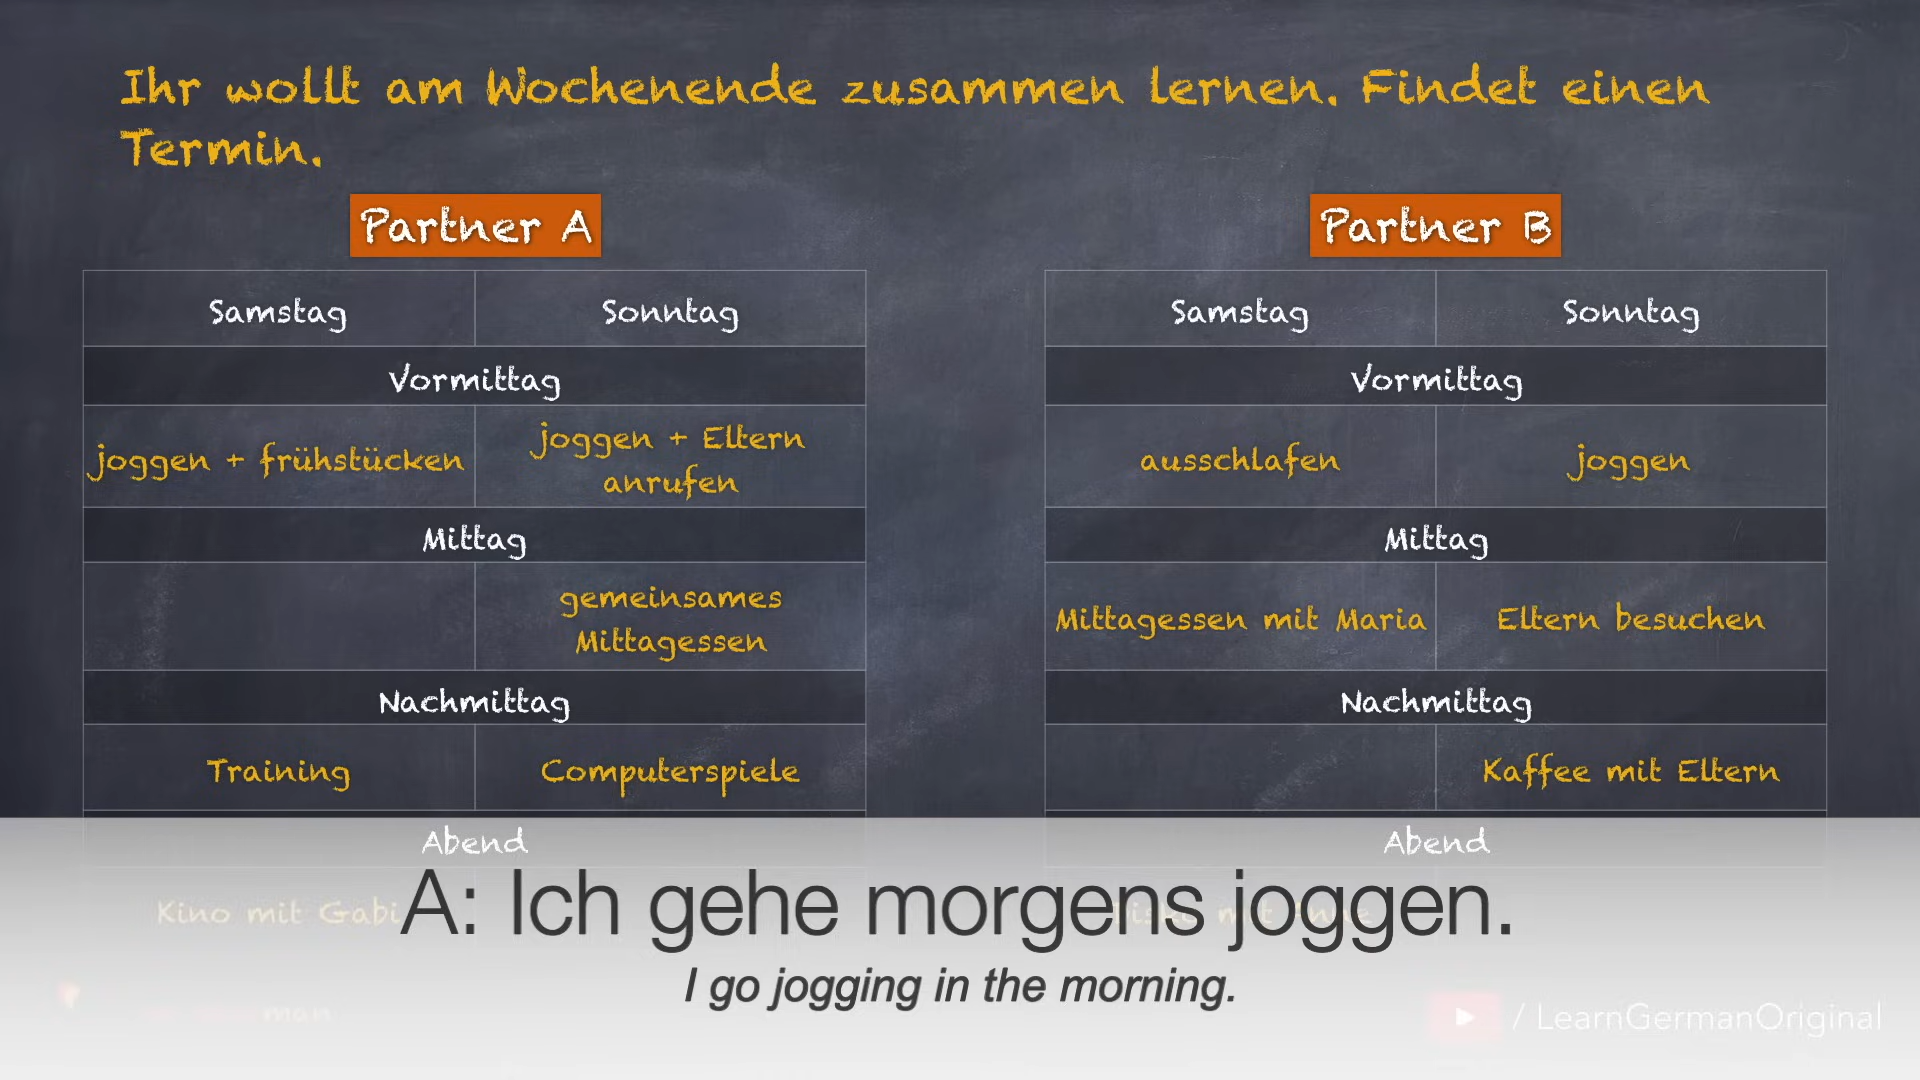 Ihr wollt am Wochenende zusammen lernen. Findet einen
Termin.
Partner A
Samstag
Sonntag
Vormittag
joggen + frühstücken
joggen + Eltern
anrufen
Mittag
gemeinsames
Mittagessen
Nachmittag
Training
Computerspiele
Abend
Kino mit Gabi
Partner B
Samstag
Sonntag
Vormittag
ausschlafen
joggen
Mittag
Mittagessen mit Maria
Eltern besuchen
Nachmittag
Kaffee mit Eltern
Abend
A: Ich gehe morgens joggen.
I go jogging in the morning.
/ LearnGermanOriginal